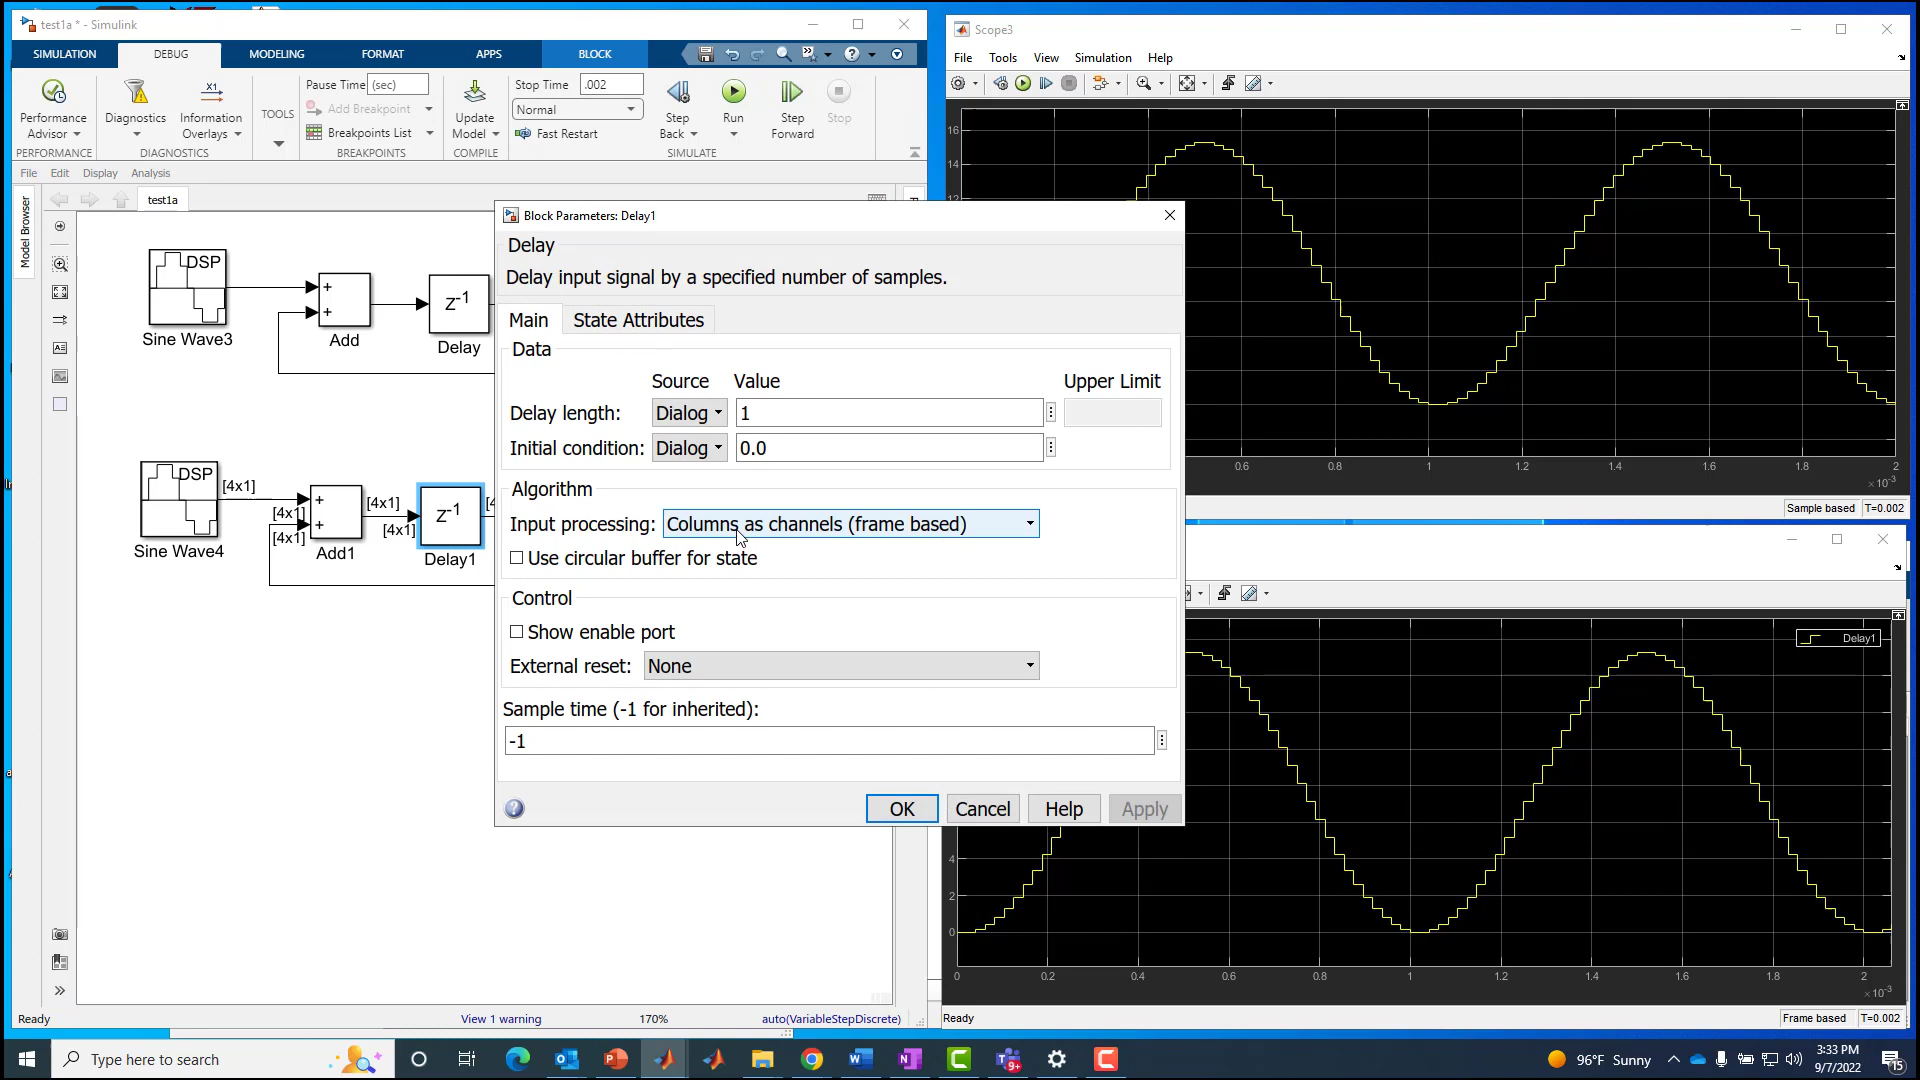 test1a * - Simulink
SIMULATION DEBUG MODELING FORMAT APPS BLOCK
Performance Advisor
PERFORMANCE
Diagnostics
Information Overlays
DIAGNOSTICS
TOOLS
Pause Time (sec)
Add Breakpoint
Breakpoints List
BREAKPOINTS
Update Model
COMPILE
Stop Time .002
Normal
Fast Restart
Step Back
Run
Step Forward
Stop
SIMULATE
File Edit Display Analysis
Model Browser
test1a
DSP
Sine Wave3
+
+
Add
Z-1
Delay
DSP
Sine Wave4
[4x1]
[4x1]
[4x1]
+
+
Add1
[4x1]
[4x1]
Z-1
Delay1
Ready
View 1 warning
170%
auto(VariableStepDiscrete)
Block Parameters: Delay1
Delay
Delay input signal by a specified number of samples.
Main State Attributes
Data
Source Value Upper Limit
Delay length: Dialog 1
Initial condition: Dialog 0.0
Algorithm
Input processing: Columns as channels (frame based)
Use circular buffer for state
Control
Show enable port
External reset: None
Sample time (-1 for inherited):
-1
OK Cancel Help Apply
Scope3
File Tools View Simulation Help
16
14
12
0.6 0.8 1 1.2 1.4 1.6 1.8 2
×10-3
Sample based T=0.002
Delay1
4
2
0
0 0.2 0.4 0.6 0.8 1 1.2 1.4 1.6 1.8 2
×10-3
Ready
Frame based T=0.002
Type here to search
9+
96°F Sunny
3:33 PM
9/7/2022
15